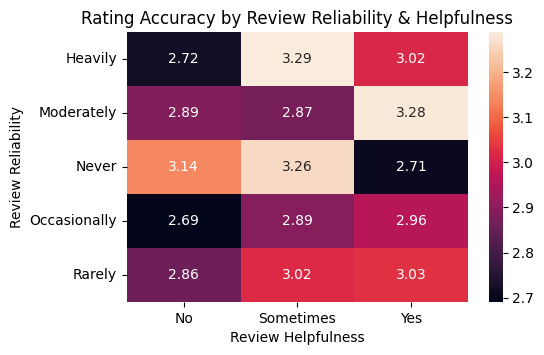 Rating Accuracy by Review Reliability & Helpfulness
Review Reliability
Heavily 2.72 3.29 3.02
Moderately 2.89 2.87 3.28
Never 3.14 3.26 2.71
Occasionally 2.69 2.89 2.96
Rarely 2.86 3.02 3.03
No Sometimes Yes
Review Helpfulness
3.2
3.1
3.0
2.9
2.8
2.7